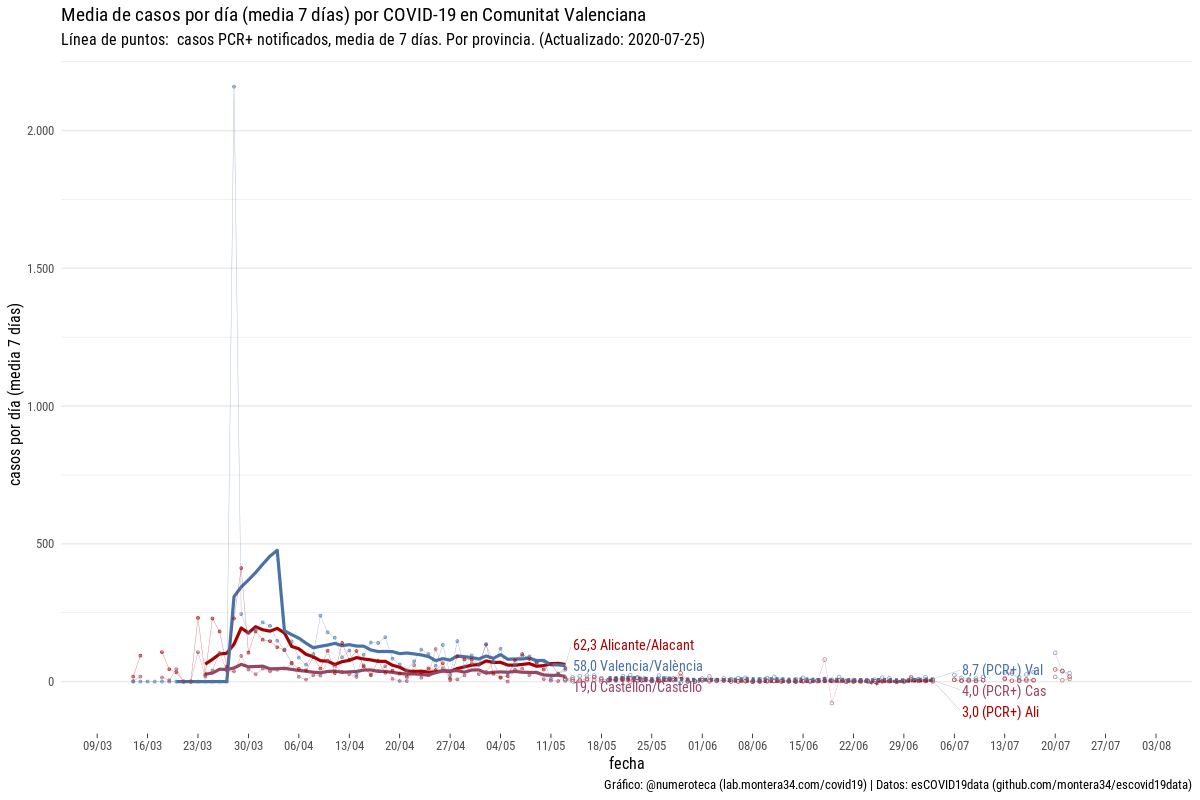 Media de casos por día (media 7 días) por COVID-19 en Comunitat Valenciana
Línea de puntos:  casos PCR+ notificados, media de 7 días. Por provincia. (Actualizado: 2020-07-25)
casos por día (media 7 días)
2.000
1.500
1.000
500
0
62,3 Alicante/Alacant
58,0 Valencia/València
19,0 Castellón/Castelló
8,7 (PCR+) Val
4,0 (PCR+) Cas
3,0 (PCR+) Ali
09/03 16/03 23/03 30/03 06/04 13/04 20/04 27/04 04/05 11/05 18/05 25/05 01/06 08/06 15/06 22/06 29/06 06/07 13/07 20/07 27/07 03/08
fecha
Gráfico: @numeroteca (lab.montera34.com/covid19) | Datos: esCOVID19data (github.com/montera34/escovid19data)